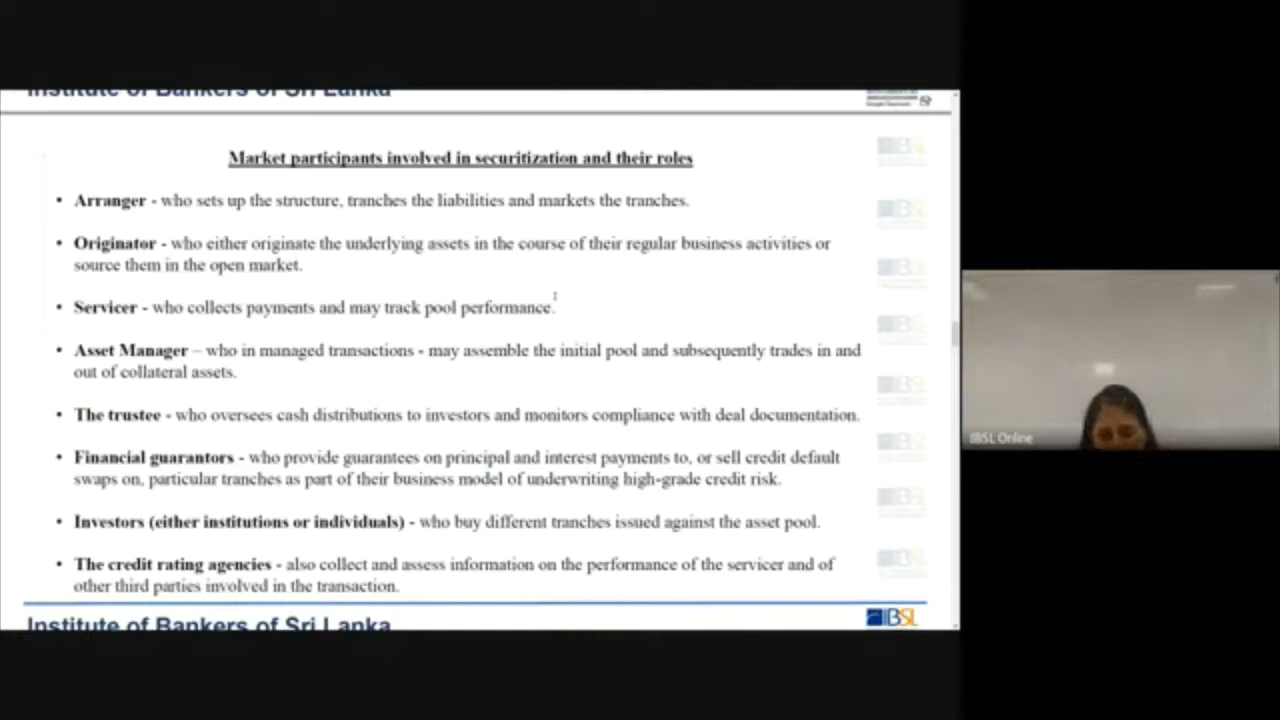 Institute of Bankers of Sri Lanka
Market participants involved in securitization and their roles
• Arranger - who sets up the structure, tranches the liabilities and markets the tranches.
• Originator - who either originate the underlying assets in the course of their regular business activities or
source them in the open market.
• Servicer - who collects payments and may track pool performance.
• Asset Manager – who in managed transactions - may assemble the initial pool and subsequently trades in and
out of collateral assets.
• The trustee - who oversees cash distributions to investors and monitors compliance with deal documentation.
• Financial guarantors - who provide guarantees on principal and interest payments to, or sell credit default
swaps on, particular tranches as part of their business model of underwriting high-grade credit risk.
• Investors (either institutions or individuals) - who buy different tranches issued against the asset pool.
• The credit rating agencies - also collect and assess information on the performance of the servicer and of
other third parties involved in the transaction.
Institute of Bankers of Sri Lanka
IBSL
IBSL Online